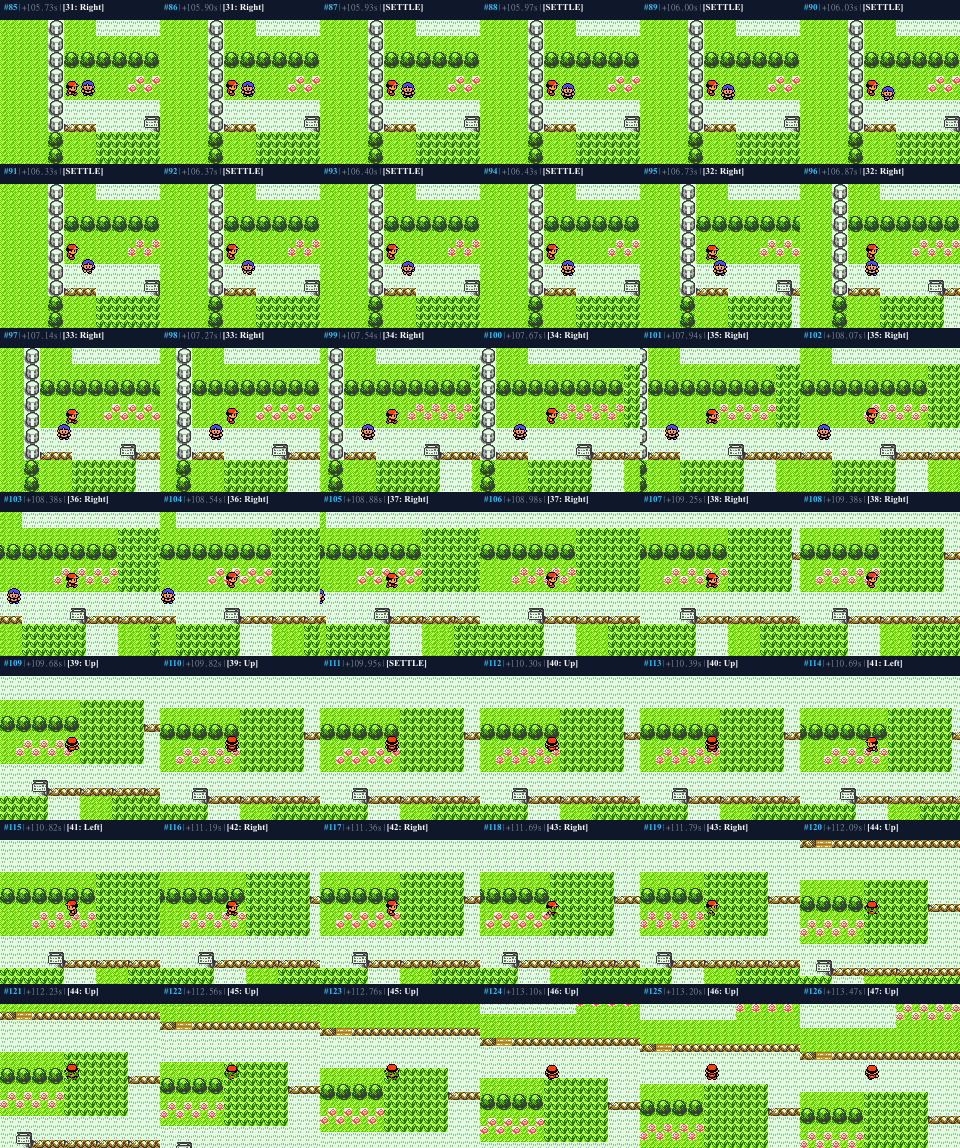 #85|+105.73s|[31: Right] #86|+105.90s|[31: Right] #87|+105.93s|[SETTLE] #88|+105.97s|[SETTLE] #89|+106.00s|[SETTLE] #90|+106.03s|[SETTLE]
#91|+106.33s|[SETTLE] #92|+106.37s|[SETTLE] #93|+106.40s|[SETTLE] #94|+106.43s|[SETTLE] #95|+106.73s|[32: Right] #96|+106.87s|[32: Right]
#97|+107.14s|[33: Right] #98|+107.27s|[33: Right] #99|+107.54s|[34: Right] #100|+107.67s|[34: Right] #101|+107.94s|[35: Right] #102|+108.07s|[35: Right]
#103|+108.38s|[36: Right] #104|+108.54s|[36: Right] #105|+108.88s|[37: Right] #106|+108.98s|[37: Right] #107|+109.25s|[38: Right] #108|+109.38s|[38: Right]
#109|+109.68s|[39: Up] #110|+109.82s|[39: Up] #111|+109.95s|[SETTLE] #112|+110.30s|[40: Up] #113|+110.39s|[40: Up] #114|+110.69s|[41: Left]
#115|+110.82s|[41: Left] #116|+111.19s|[42: Right] #117|+111.36s|[42: Right] #118|+111.69s|[43: Right] #119|+111.79s|[43: Right] #120|+112.09s|[44: Up]
#121|+112.23s|[44: Up] #122|+112.56s|[45: Up] #123|+112.76s|[45: Up] #124|+113.10s|[46: Up] #125|+113.20s|[46: Up] #126|+113.47s|[47: Up]